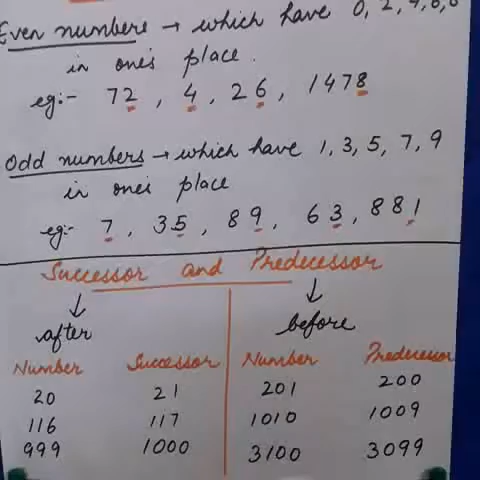 Even numbers → which have 0, 2, 4, 6, 8
in one's place.
eg:- 72, 4, 26, 1478
Odd numbers → which have 1, 3, 5, 7, 9
in one's place
eg:- 7, 35, 89, 63, 881
Successor and Predecessor
↓ ↓
after before
Number Successor Number Predecessor
20 21 201 200
116 117 1010 1009
999 1000 3100 3099